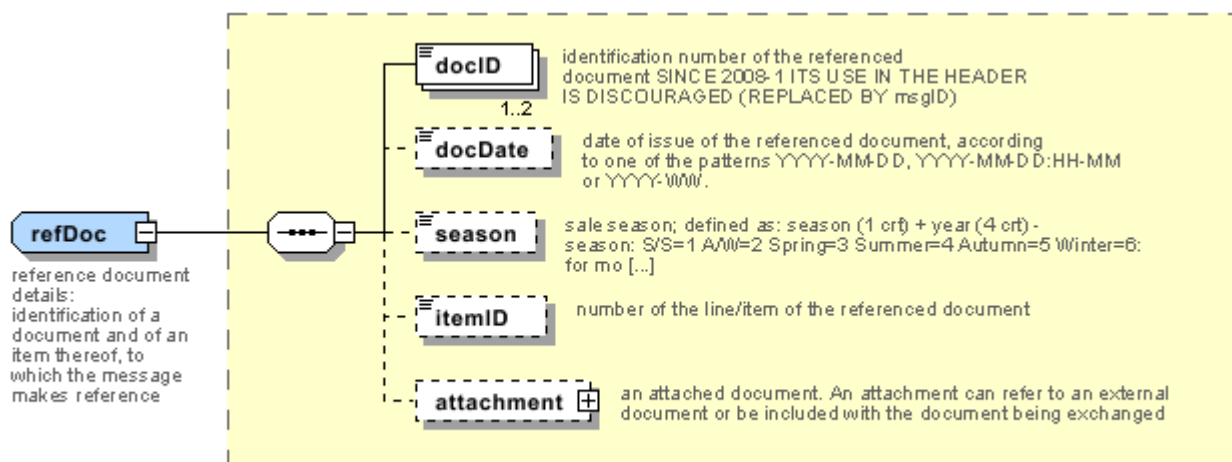 docID
1..2
identification number of the referenced
document SINCE 2008-1 ITS USE IN THE HEADER
IS DISCOURAGED (REPLACED BY msgID)
docDate
date of issue of the referenced document, according
to one of the patterns YYYY-MM-DD, YYYY-MM-DD:HH-MM
or YYYY-WW.
refDoc
reference document
details:
identification of a
document and of an
item thereof, to
which the message
makes reference
season
sale season; defined as: season (1 crt) + year (4 crt) -
season: S/S=1 A/W=2 Spring=3 Summer=4 Autumn=5 Winter=6:
for mo [...]
itemID
number of the line/item of the referenced document
attachment
an attached document. An attachment can refer to an external
document or be included with the document being exchanged